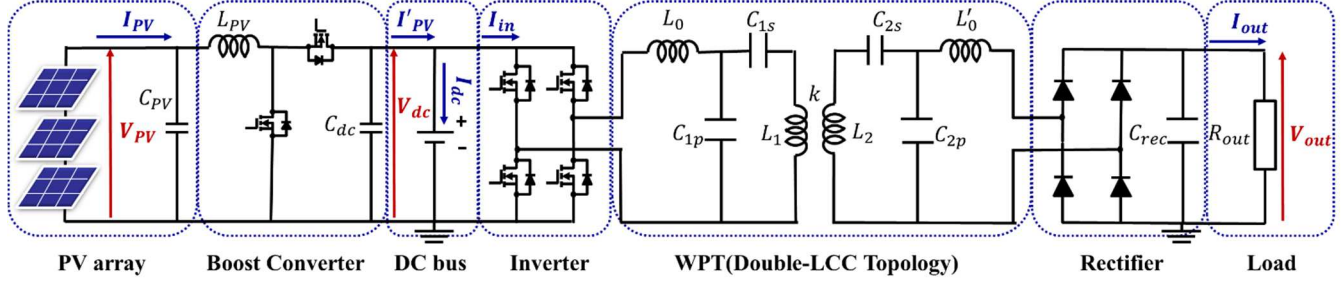 I_PV
L_PV
I'_PV
I_in
L_0
C_1s
C_2s
L'_0
I_out
C_PV
V_PV
C_dc
V_dc
I_dc
+
-
C_1p
L_1
k
L_2
C_2p
C_rec
R_out
V_out
PV array
Boost Converter
DC bus
Inverter
WPT(Double-LCC Topology)
Rectifier
Load